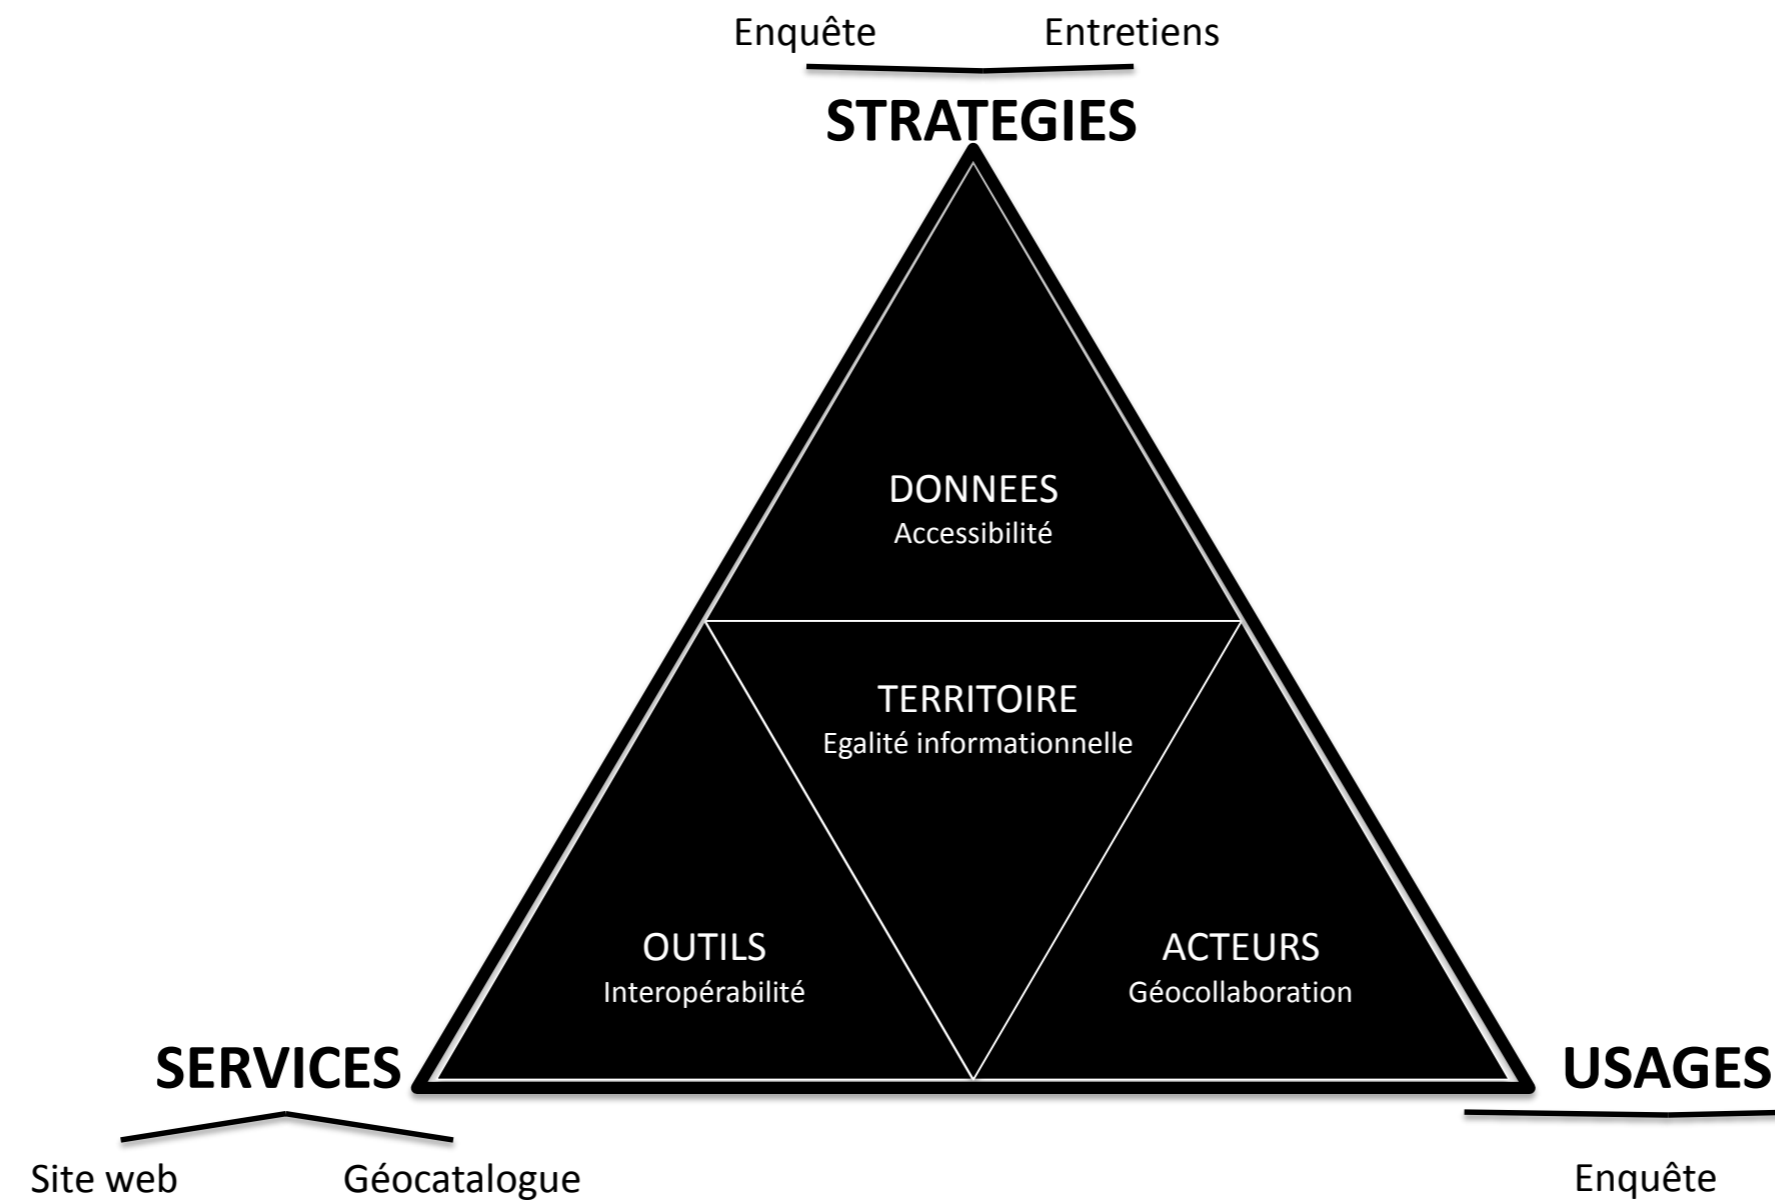 Enquête Entretiens
STRATEGIES
DONNEES
Accessibilité
TERRITOIRE
Egalité informationnelle
OUTILS
Interopérabilité
ACTEURS
Géocollaboration
SERVICES
USAGES
Site web Géocatalogue
Enquête